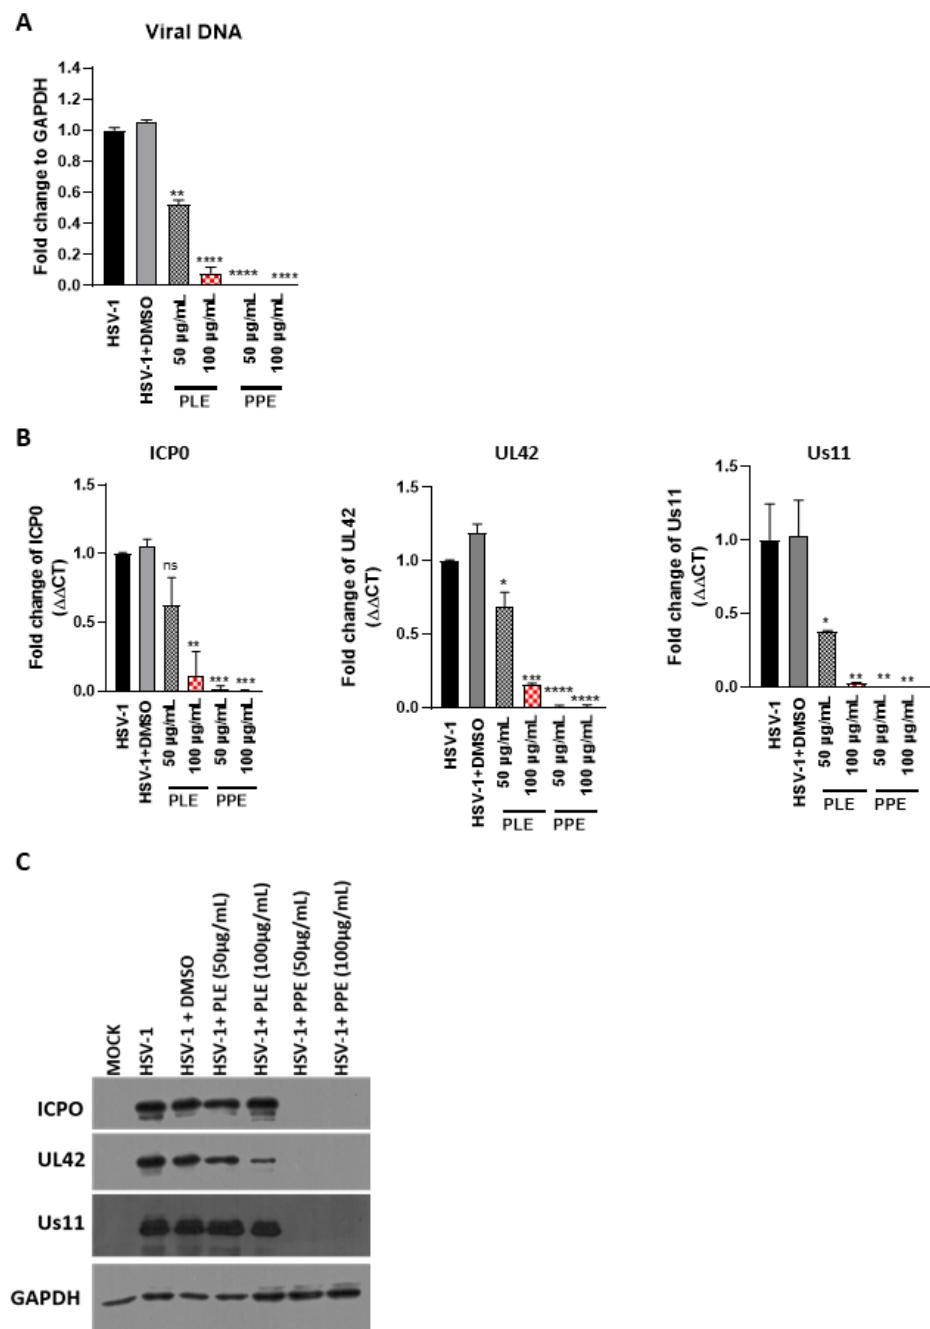 A
Viral DNA
Fold change to GAPDH
1.4
1.2
1.0
0.8
0.6
0.4
0.2
0.0
**
****
****
****
HSV-1
HSV-1+DMSO
50 µg/mL
100 µg/mL
50 µg/mL
100 µg/mL
PLE
PPE
B
ICP0
Fold change of ICP0
(ΔΔCT)
1.5
1.0
0.5
0.0
ns
**
***
***
HSV-1
HSV-1+DMSO
50 µg/mL
100 µg/mL
50 µg/mL
100 µg/mL
PLE
PPE
UL42
Fold change of UL42
(ΔΔCT)
1.5
1.0
0.5
0.0
*
***
****
****
HSV-1
HSV-1+DMSO
50 µg/mL
100 µg/mL
50 µg/mL
100 µg/mL
PLE
PPE
Us11
Fold change of Us11
(ΔΔCT)
1.5
1.0
0.5
0.0
*
**
**
**
HSV-1
HSV-1+DMSO
50 µg/mL
100 µg/mL
50 µg/mL
100 µg/mL
PLE
PPE
C
MOCK
HSV-1
HSV-1 + DMSO
HSV-1+ PLE (50µg/mL)
HSV-1+ PLE (100µg/mL)
HSV-1+ PPE (50µg/mL)
HSV-1+ PPE (100µg/mL)
ICPO
UL42
Us11
GAPDH